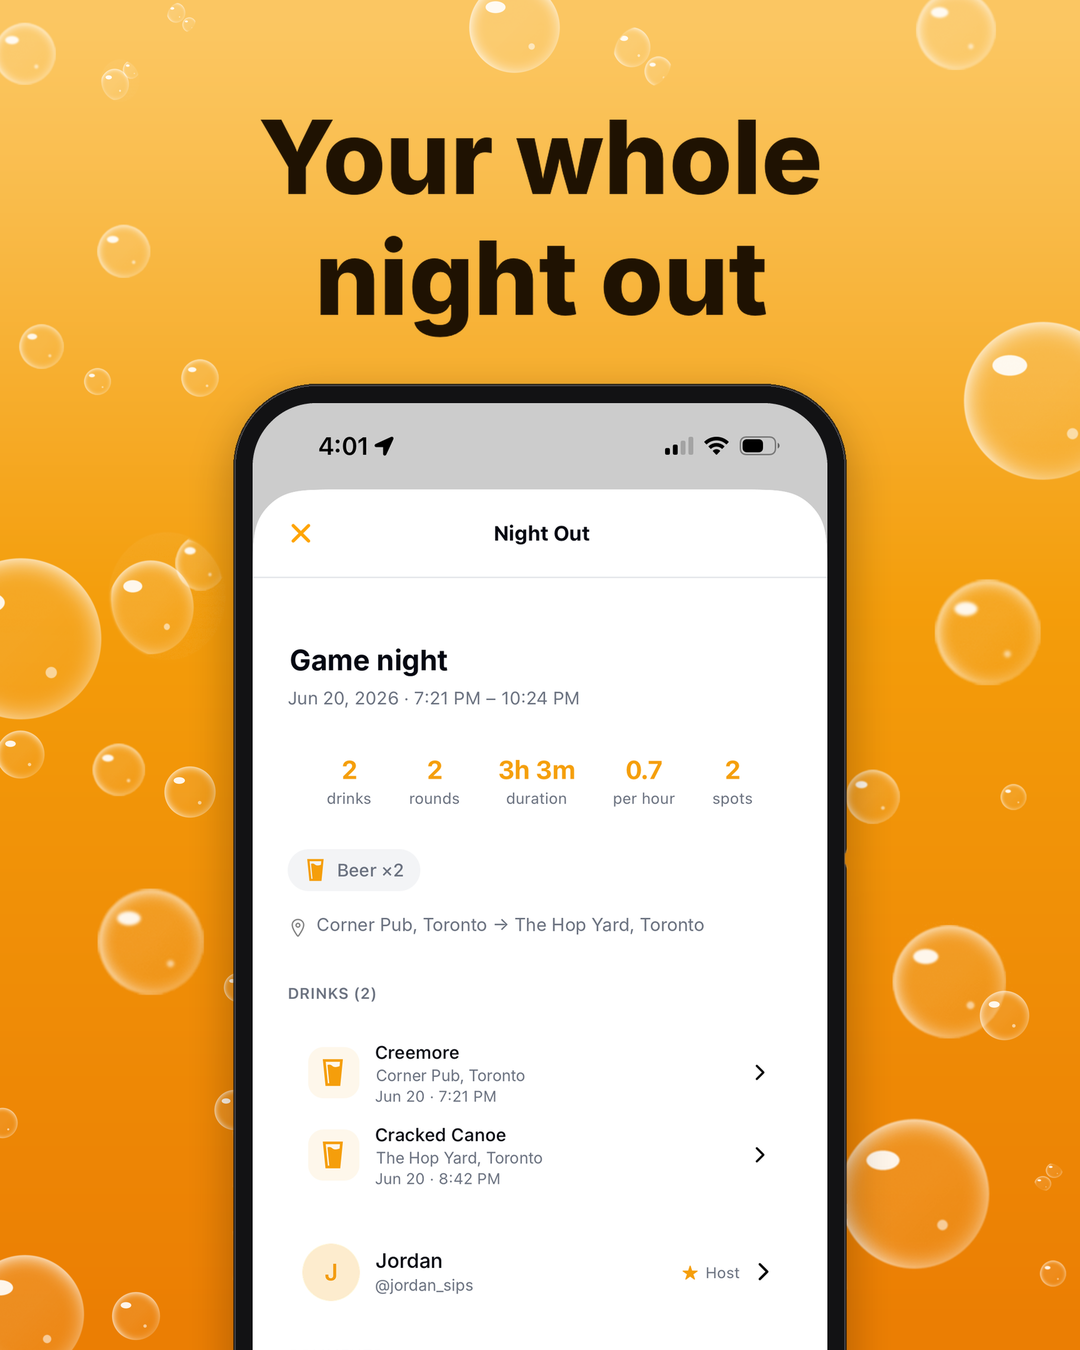 Your whole
night out
4:01
Night Out
Game night
Jun 20, 2026 · 7:21 PM – 10:24 PM
2 2 3h 3m 0.7 2
drinks rounds duration per hour spots
Beer ×2
Corner Pub, Toronto → The Hop Yard, Toronto
DRINKS (2)
Creemore
Corner Pub, Toronto
Jun 20 · 7:21 PM
Cracked Canoe
The Hop Yard, Toronto
Jun 20 · 8:42 PM
J
Jordan
@jordan_sips
Host